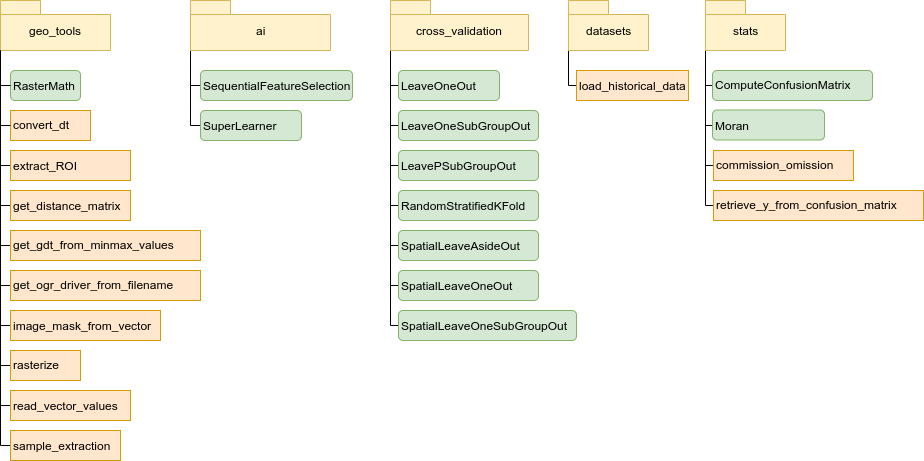 geo_tools
RasterMath
convert_dt
extract_ROI
get_distance_matrix
get_gdt_from_minmax_values
get_ogr_driver_from_filename
image_mask_from_vector
rasterize
read_vector_values
sample_extraction
ai
SequentialFeatureSelection
SuperLearner
cross_validation
LeaveOneOut
LeaveOneSubGroupOut
LeavePSubGroupOut
RandomStratifiedKFold
SpatialLeaveAsideOut
SpatialLeaveOneOut
SpatialLeaveOneSubGroupOut
datasets
load_historical_data
stats
ComputeConfusionMatrix
Moran
commission_omission
retrieve_y_from_confusion_matrix